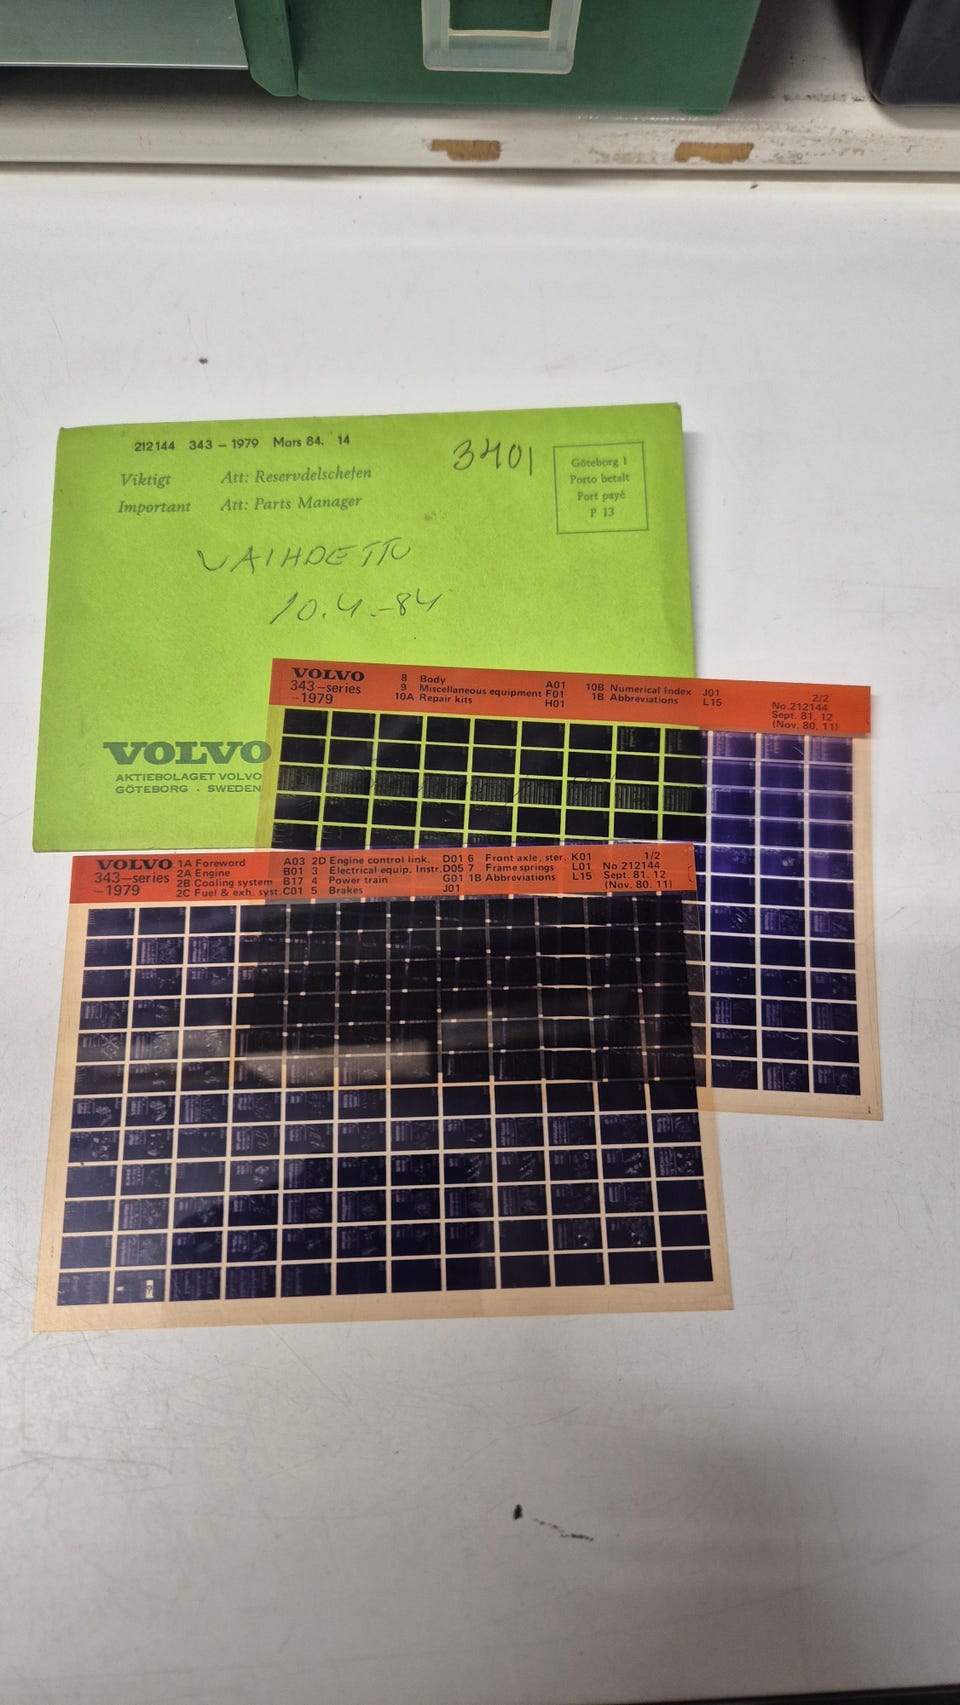 212144 343 - 1979 Mars 84. 14
Viktigt Att: Reservdelschefen
Important Att: Parts Manager
3401
Göteborg 1
Porto betalt
Port payé
P 13
VAIHDETTU
10.4.-84
VOLVO
AKTIEBOLAGET VOLVO
GÖTEBORG . SWEDEN
VOLVO
343-series
-1979
8 Body A01
9 Miscellaneous equipment F01
10A Repair kits H01
10B Numerical Index J01
1B Abbreviations L15
2/2
No.212144
Sept. 81. 12
(Nov. 80. 11)
VOLVO
343-series
-1979
1A Foreword A03
2A Engine B01
2B Cooling system B17
2C Fuel & exh. syst. C01
2D Engine control link. D01
3 Electrical equip. Instr. D05
4 Power train G01
5 Brakes J01
6 Front axle, ster. K01
7 Frame springs L01
1B Abbreviations L15
1/2
No 212144
Sept. 81. 12
(Nov. 80. 11)